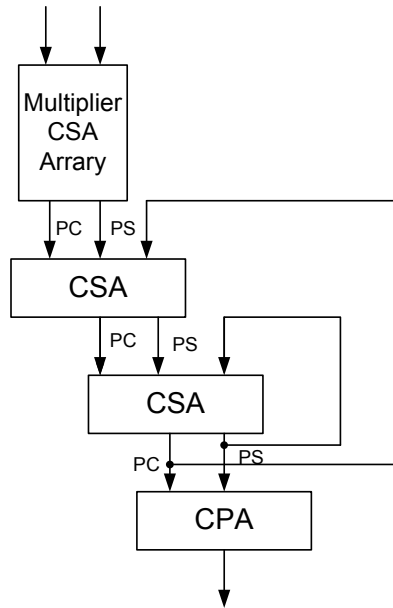 Multiplier
CSA
Arrary
PC PS
CSA
PC PS
CSA
PC PS
CPA